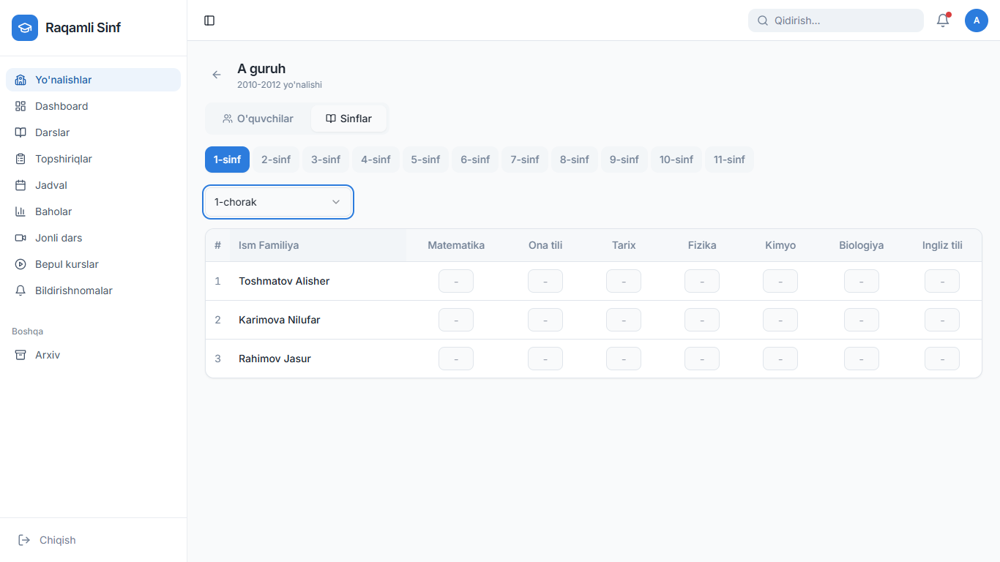 Raqamli Sinf
Qidirish...
A
Yo'nalishlar
Dashboard
Darslar
Topshiriqlar
Jadval
Baholar
Jonli dars
Bepul kurslar
Bildirishnomalar
Boshqa
Arxiv
Chiqish
A guruh
2010-2012 yo'nalishi
O'quvchilar Sinflar
1-sinf 2-sinf 3-sinf 4-sinf 5-sinf 6-sinf 7-sinf 8-sinf 9-sinf 10-sinf 11-sinf
1-chorak
# Ism Familiya Matematika Ona tili Tarix Fizika Kimyo Biologiya Ingliz tili
1 Toshmatov Alisher - - - - - - -
2 Karimova Nilufar - - - - - - -
3 Rahimov Jasur - - - - - - -